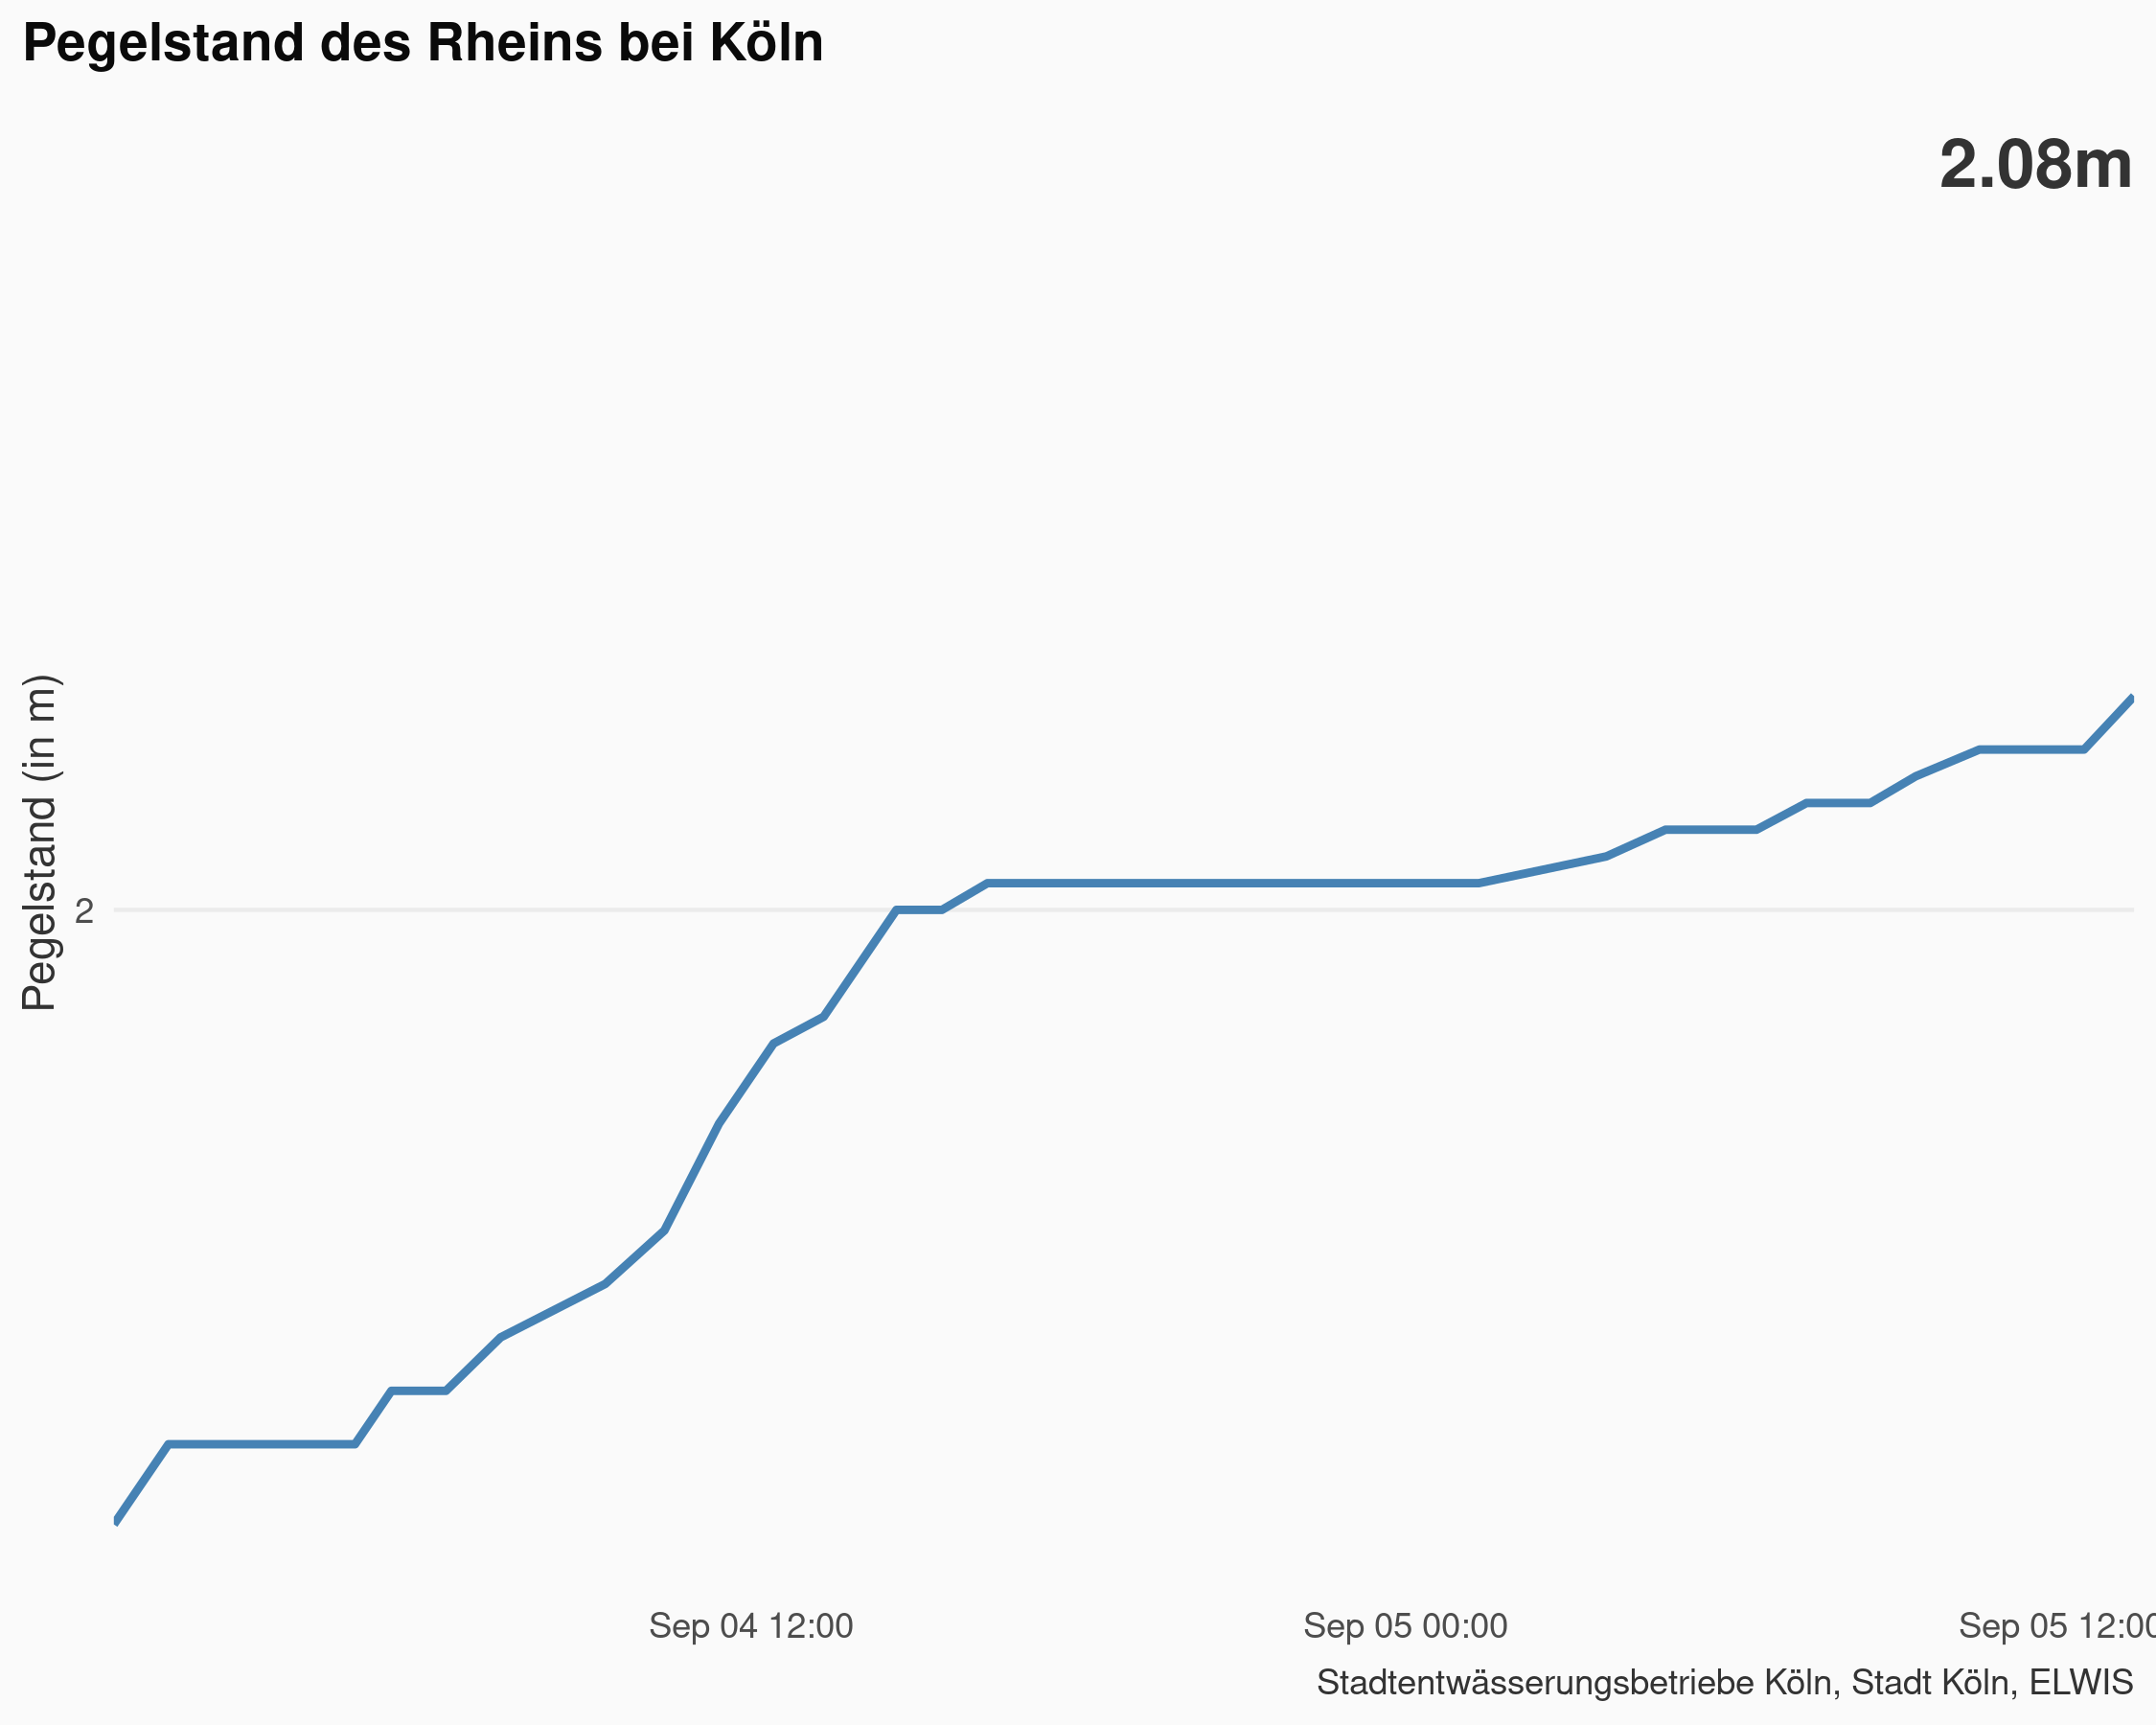 Pegelstand des Rheins bei Köln
2.08m
Pegelstand (in m)
2
Sep 04 12:00
Sep 05 00:00
Sep 05 12:00
Stadtentwässerungsbetriebe Köln, Stadt Köln, ELWIS